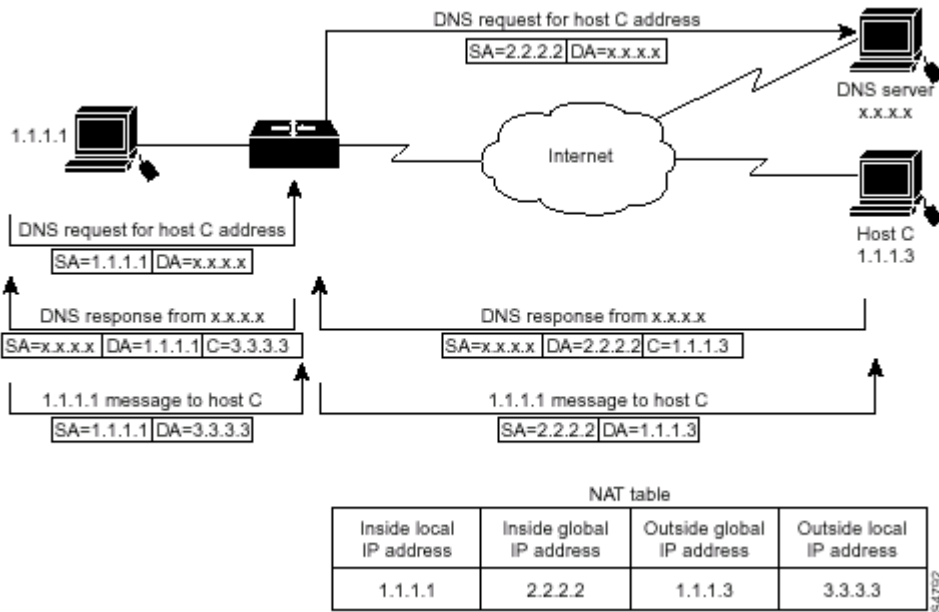 DNS request for host C address
SA=2.2.2.2 DA=x.x.x.x
DNS server
x.x.x.x
1.1.1.1
Internet
Host C
1.1.1.3
DNS request for host C address
SA=1.1.1.1 DA=x.x.x.x
DNS response from x.x.x.x
SA=x.x.x.x DA=1.1.1.1 C=3.3.3.3
DNS response from x.x.x.x
SA=x.x.x.x DA=2.2.2.2 C=1.1.1.3
1.1.1.1 message to host C
SA=1.1.1.1 DA=3.3.3.3
1.1.1.1 message to host C
SA=2.2.2.2 DA=1.1.1.3
NAT table
Inside local IP address
Inside global IP address
Outside global IP address
Outside local IP address
1.1.1.1
2.2.2.2
1.1.1.3
3.3.3.3